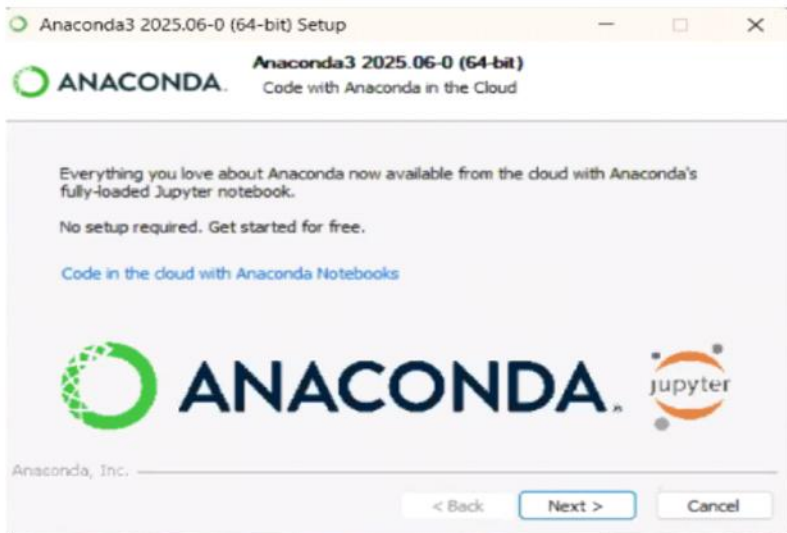 Anaconda3 2025.06-0 (64-bit) Setup
ANACONDA.
Anaconda3 2025.06-0 (64-bit)
Code with Anaconda in the Cloud
Everything you love about Anaconda now available from the cloud with Anaconda's
fully-loaded Jupyter notebook.
No setup required. Get started for free.
Code in the cloud with Anaconda Notebooks
ANACONDA.
jupyter
Anaconda, Inc.
< Back Next > Cancel